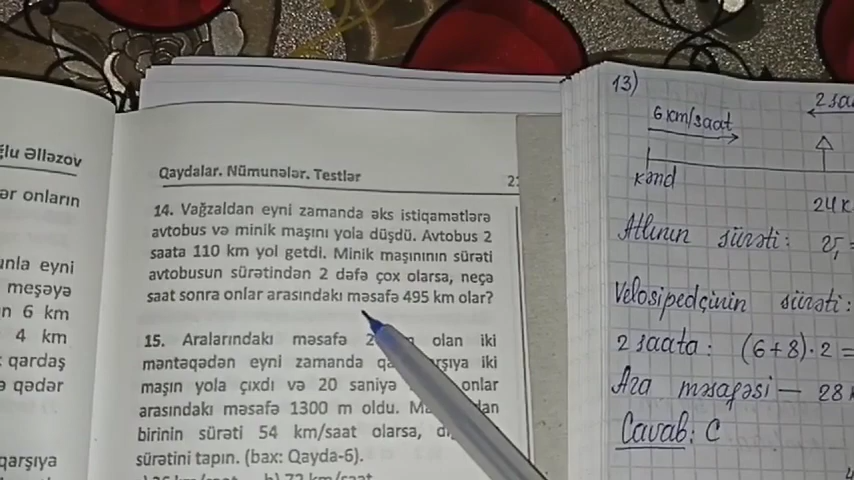 ğlu Əlləzov
ər onların
unla eyni
meşəyə
n 6 km
4 km
qardaş
ə qədər
qarşıya
Qaydalar. Nümunələr. Testlər
14. Vağzaldan eyni zamanda əks istiqamətlərə
avtobus və minik maşını yola düşdü. Avtobus 2
saata 110 km yol getdi. Minik maşınının sürəti
avtobusun sürətindən 2 dəfə çox olarsa, neçə
saat sonra onlar arasındakı məsafə 495 km olar?
15. Aralarındakı məsafə olan iki
məntəqədən eyni zamanda iki
maşın yola çıxdı və 20 saniyə onlar
arasındakı məsafə 1300 m oldu.
birinin sürəti 54 km/saat olarsa,
sürətini tapın. (bax: Qayda-6).
13)
6 km/saat
kənd
Atlının sürəti:
Velosipedçinin sürəti:
2 saata: (6+8)·2=
Ara məsafəsi — 28
Cavab: C